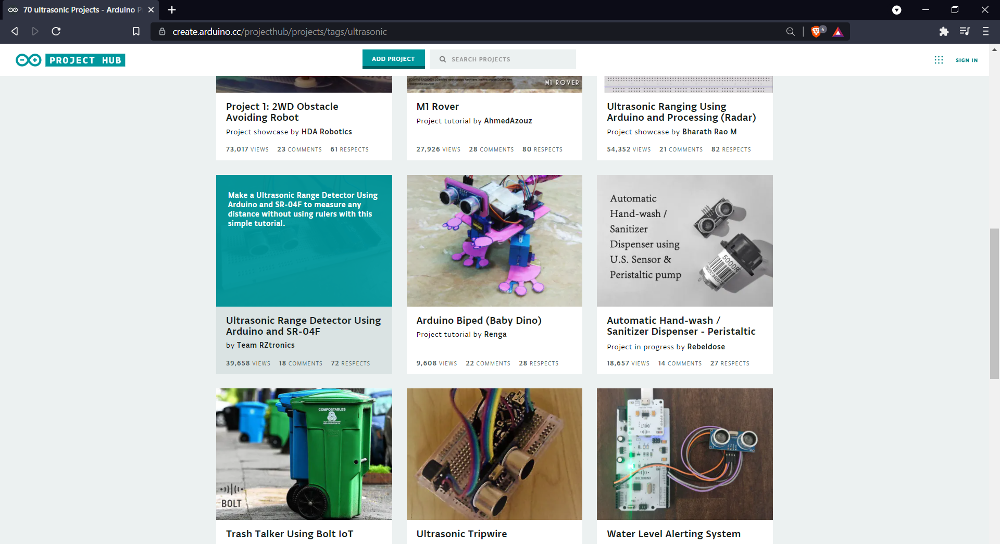 70 ultrasonic Projects - Arduino P
create.arduino.cc/projecthub/projects/tags/ultrasonic
6
PROJECT HUB
ADD PROJECT
SEARCH PROJECTS
SIGN IN
M1 ROVER
Project 1: 2WD Obstacle
Avoiding Robot
Project showcase by HDA Robotics
73,017 VIEWS 23 COMMENTS 61 RESPECTS
M1 Rover
Project tutorial by AhmedAzouz
27,926 VIEWS 28 COMMENTS 80 RESPECTS
Ultrasonic Ranging Using
Arduino and Processing (Radar)
Project showcase by Bharath Rao M
54,352 VIEWS 21 COMMENTS 82 RESPECTS
Make a Ultrasonic Range Detector Using
Arduino and SR-04F to measure any
distance without using rulers with this
simple tutorial.
Ultrasonic Range Detector Using
Arduino and SR-04F
by Team RZtronics
39,658 VIEWS 18 COMMENTS 72 RESPECTS
Arduino Biped (Baby Dino)
Project tutorial by Renga
9,608 VIEWS 22 COMMENTS 28 RESPECTS
Automatic
Hand-wash /
Sanitizer
Dispenser using
U.S. Sensor &
Peristaltic pump
5000R
Automatic Hand-wash /
Sanitizer Dispenser - Peristaltic
Project in progress by Rebeldose
18,657 VIEWS 14 COMMENTS 27 RESPECTS
COMPOSTABLES
BOLT
Trash Talker Using Bolt IoT
Ultrasonic Tripwire
BOLT
BOLTDUINO
Water Level Alerting System